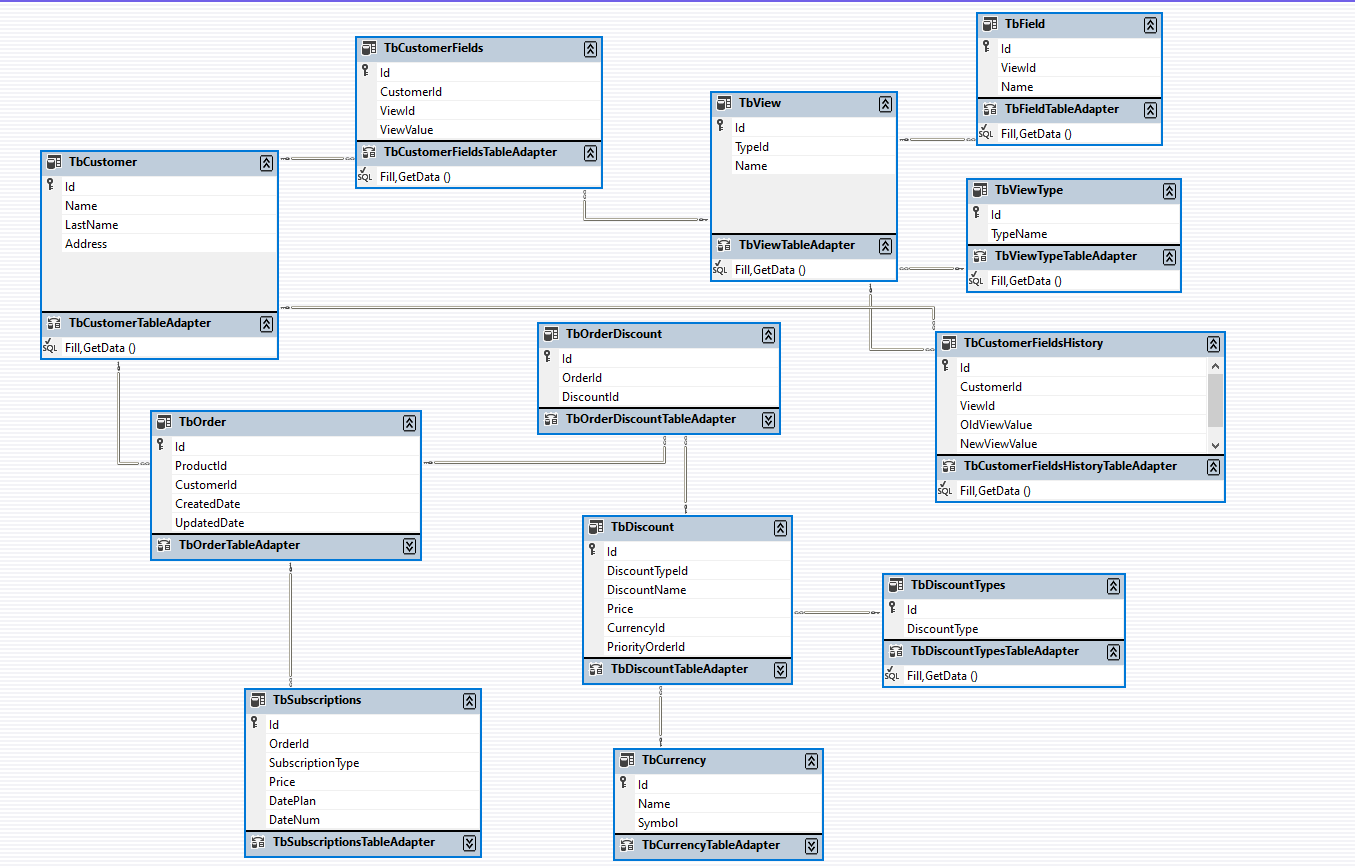 TbField
Id
ViewId
Name
TbFieldTableAdapter
SQL Fill,GetData ()
TbCustomerFields
Id
CustomerId
ViewId
ViewValue
TbCustomerFieldsTableAdapter
SQL Fill,GetData ()
TbView
Id
TypeId
Name
TbViewTableAdapter
SQL Fill,GetData ()
TbCustomer
Id
Name
LastName
Address
TbCustomerTableAdapter
SQL Fill,GetData ()
TbViewType
Id
TypeName
TbViewTypeTableAdapter
SQL Fill,GetData ()
TbOrderDiscount
Id
OrderId
DiscountId
TbOrderDiscountTableAdapter
TbCustomerFieldsHistory
Id
CustomerId
ViewId
OldViewValue
NewViewValue
TbCustomerFieldsHistoryTableAdapter
SQL Fill,GetData ()
TbOrder
Id
ProductId
CustomerId
CreatedDate
UpdatedDate
TbOrderTableAdapter
TbDiscount
Id
DiscountTypeId
DiscountName
Price
CurrencyId
PriorityOrderId
TbDiscountTableAdapter
TbDiscountTypes
Id
DiscountType
TbDiscountTypesTableAdapter
SQL Fill,GetData ()
TbSubscriptions
Id
OrderId
SubscriptionType
Price
DatePlan
DateNum
TbSubscriptionsTableAdapter
TbCurrency
Id
Name
Symbol
TbCurrencyTableAdapter